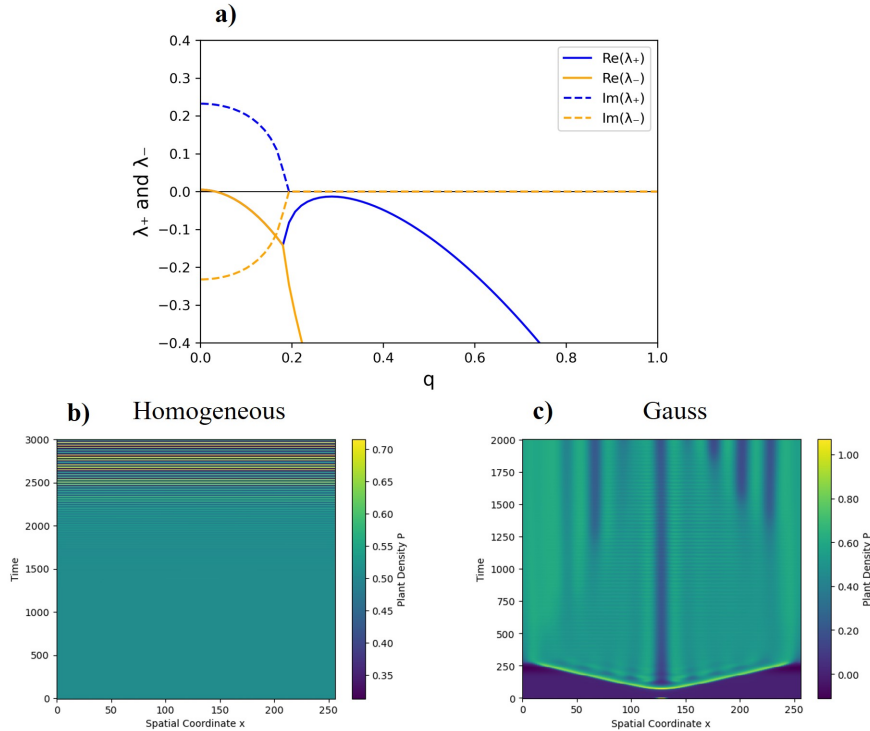 a)
0.4
0.3
0.2
0.1
0.0
−0.1
−0.2
−0.3
−0.4
λ₊ and λ₋
Re(λ₊)
Re(λ₋)
Im(λ₊)
Im(λ₋)
0.0 0.2 0.4 0.6 0.8 1.0
q
b) Homogeneous
3000
2500
2000
1500
1000
500
0
Time
0 50 100 150 200 250
Spatial Coordinate x
0.70
0.65
0.60
0.55
0.50
0.45
0.40
0.35
Plant Density P
c) Gauss
2000
1750
1500
1250
1000
750
500
250
0
Time
0 50 100 150 200 250
Spatial Coordinate x
1.00
0.80
0.60
0.40
0.20
0.00
Plant Density P